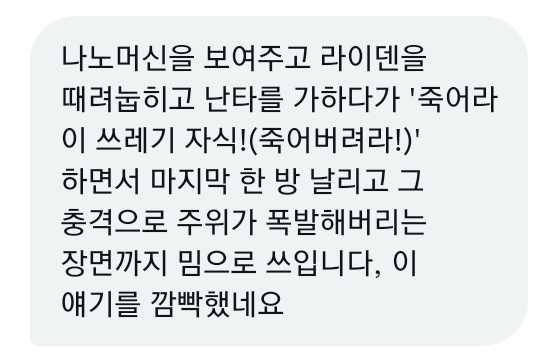 나노머신을 보여주고 라이덴을
때려눕히고 난타를 가하다가 '죽어라
이 쓰레기 자식!(죽어버려라!)'
하면서 마지막 한 방 날리고 그
충격으로 주위가 폭발해버리는
장면까지 밈으로 쓰입니다, 이
얘기를 깜빡했네요